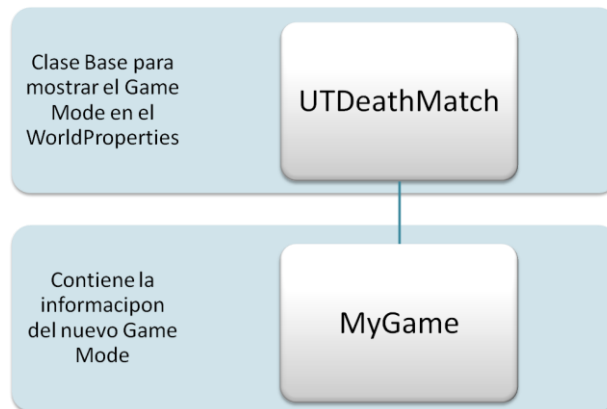 Clase Base para
mostrar el Game
Mode en el
WorldProperties
UTDeathMatch
Contiene la
informacipon
del nuevo Game
Mode
MyGame